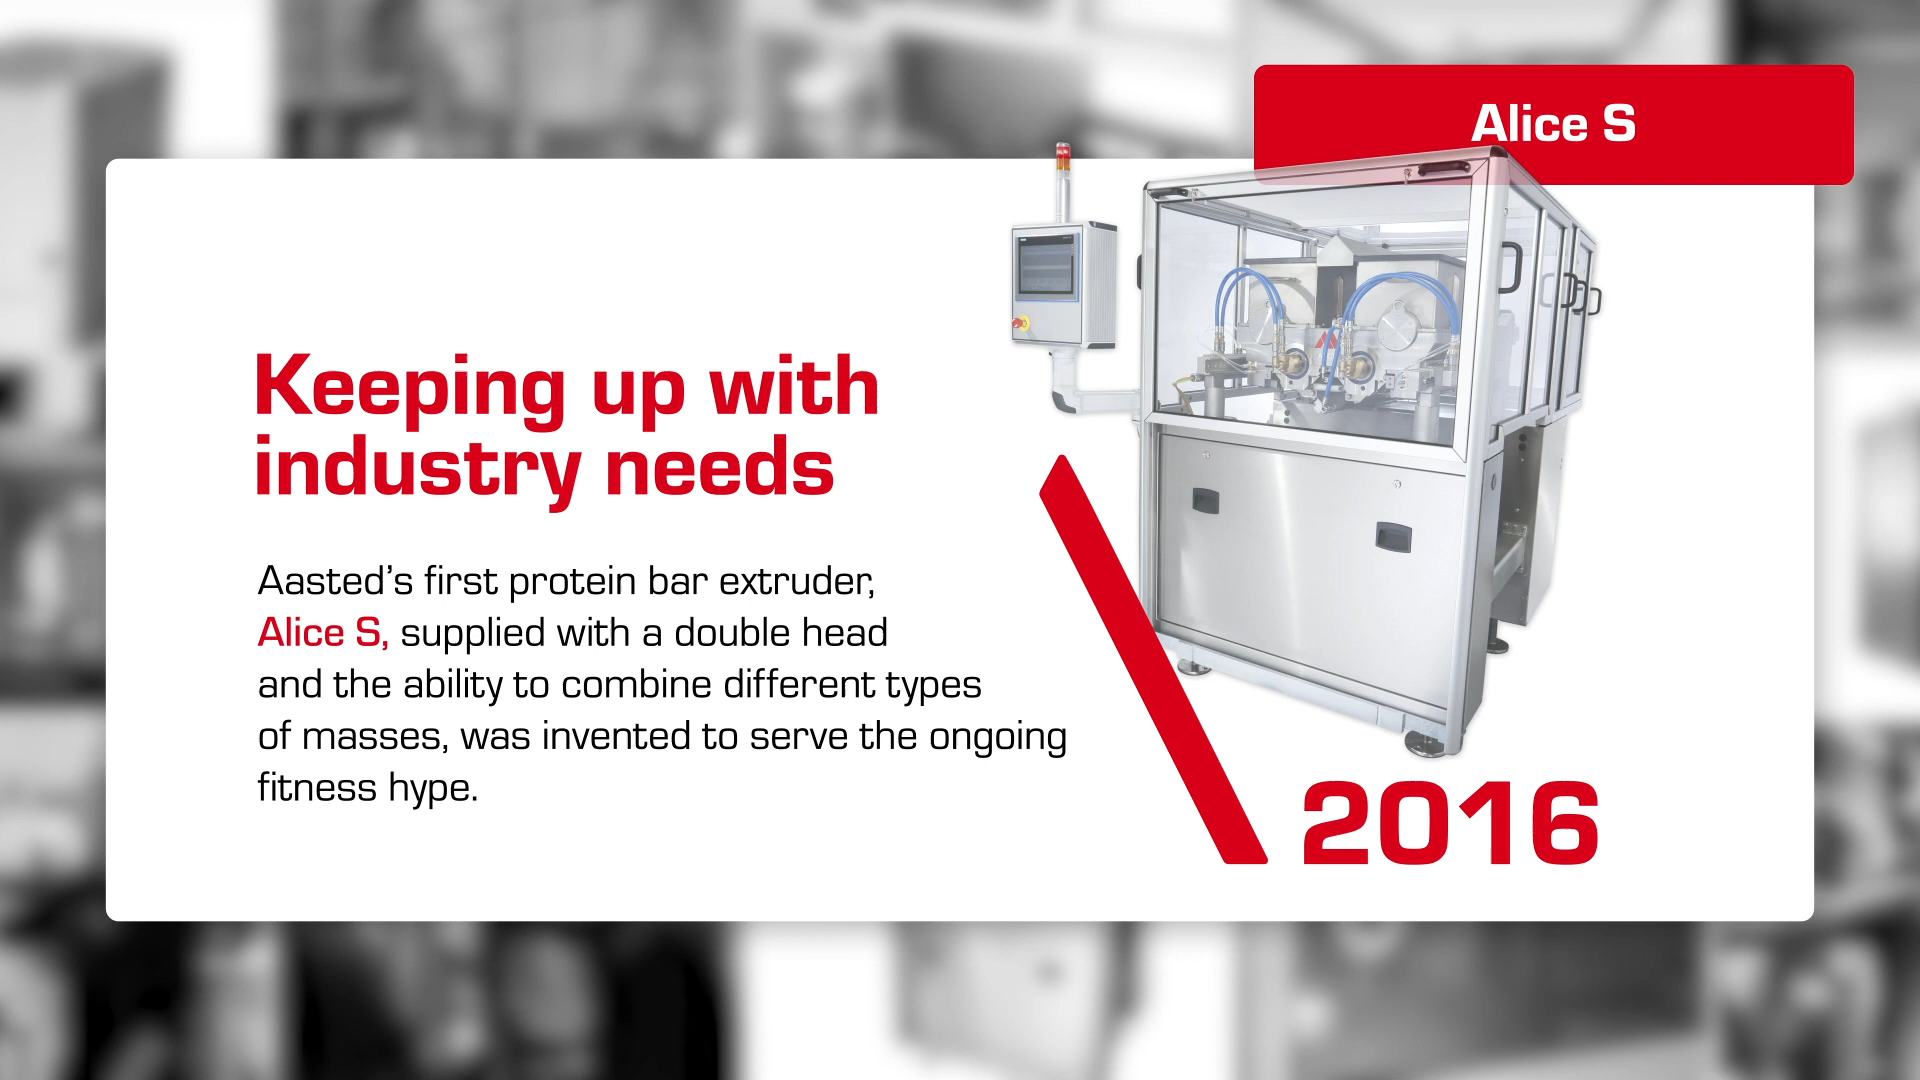 Alice S
Keeping up with
industry needs
Aasted's first protein bar extruder,
Alice S, supplied with a double head
and the ability to combine different types
of masses, was invented to serve the ongoing
fitness hype.
2016